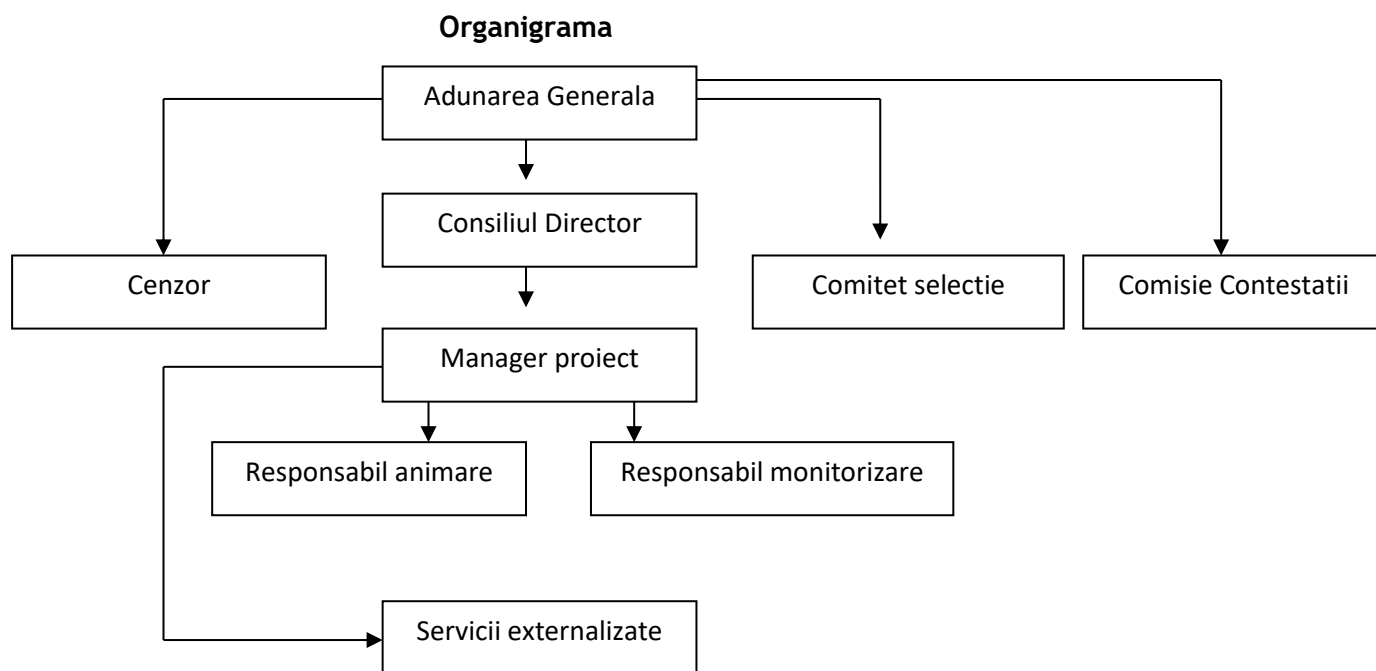 Organigrama
Adunarea Generala
Consiliul Director
Cenzor
Comitet selectie
Comisie Contestatii
Manager proiect
Responsabil animare
Responsabil monitorizare
Servicii externalizate